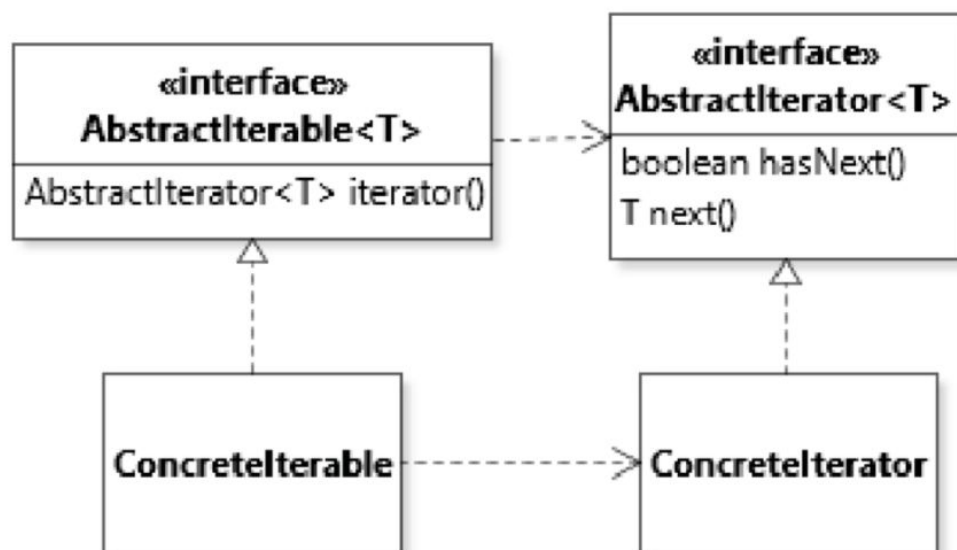 «interface»
AbstractIterable<T>
AbstractIterator<T> iterator()
«interface»
AbstractIterator<T>
boolean hasNext()
T next()
ConcreteIterable
ConcreteIterator